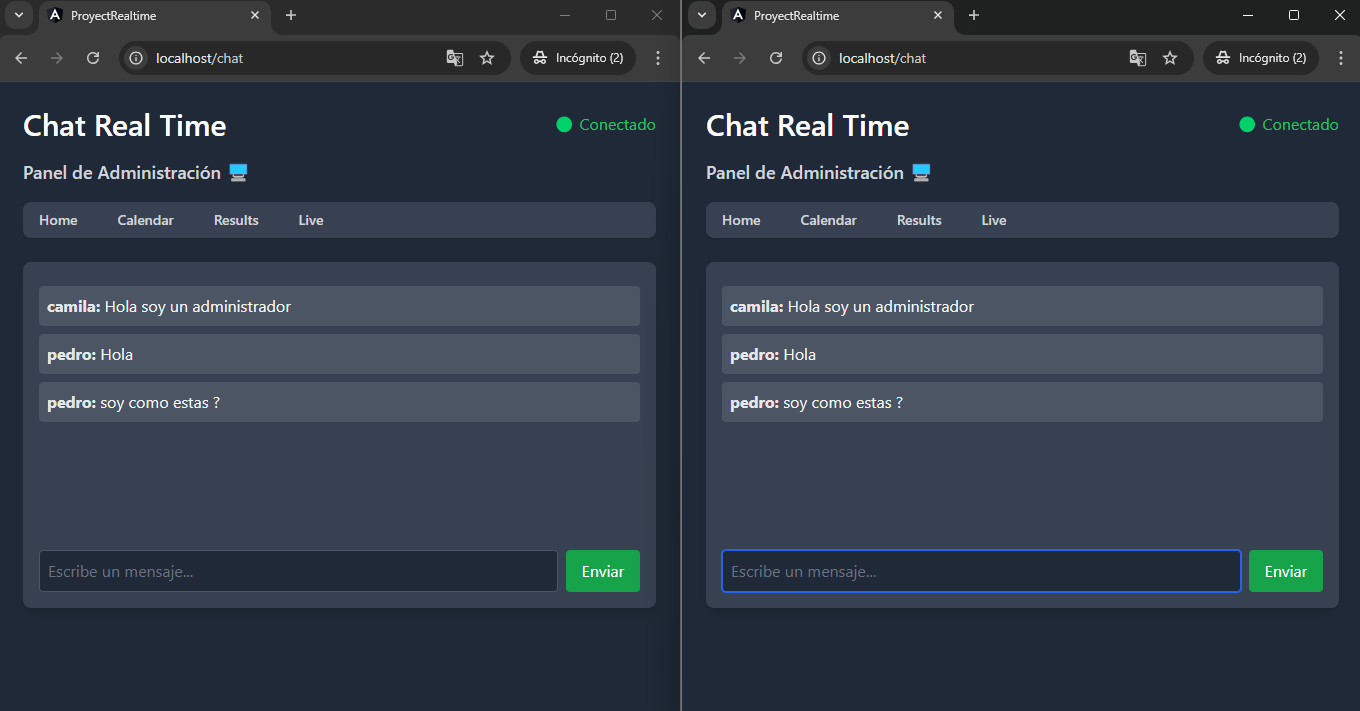 ProyectRealtime
localhost/chat
Incógnito (2)
Chat Real Time
Conectado
Panel de Administración
Home Calendar Results Live
camila: Hola soy un administrador
pedro: Hola
pedro: soy como estas ?
Escribe un mensaje...
Enviar
ProyectRealtime
localhost/chat
Incógnito (2)
Chat Real Time
Conectado
Panel de Administración
Home Calendar Results Live
camila: Hola soy un administrador
pedro: Hola
pedro: soy como estas ?
Escribe un mensaje...
Enviar